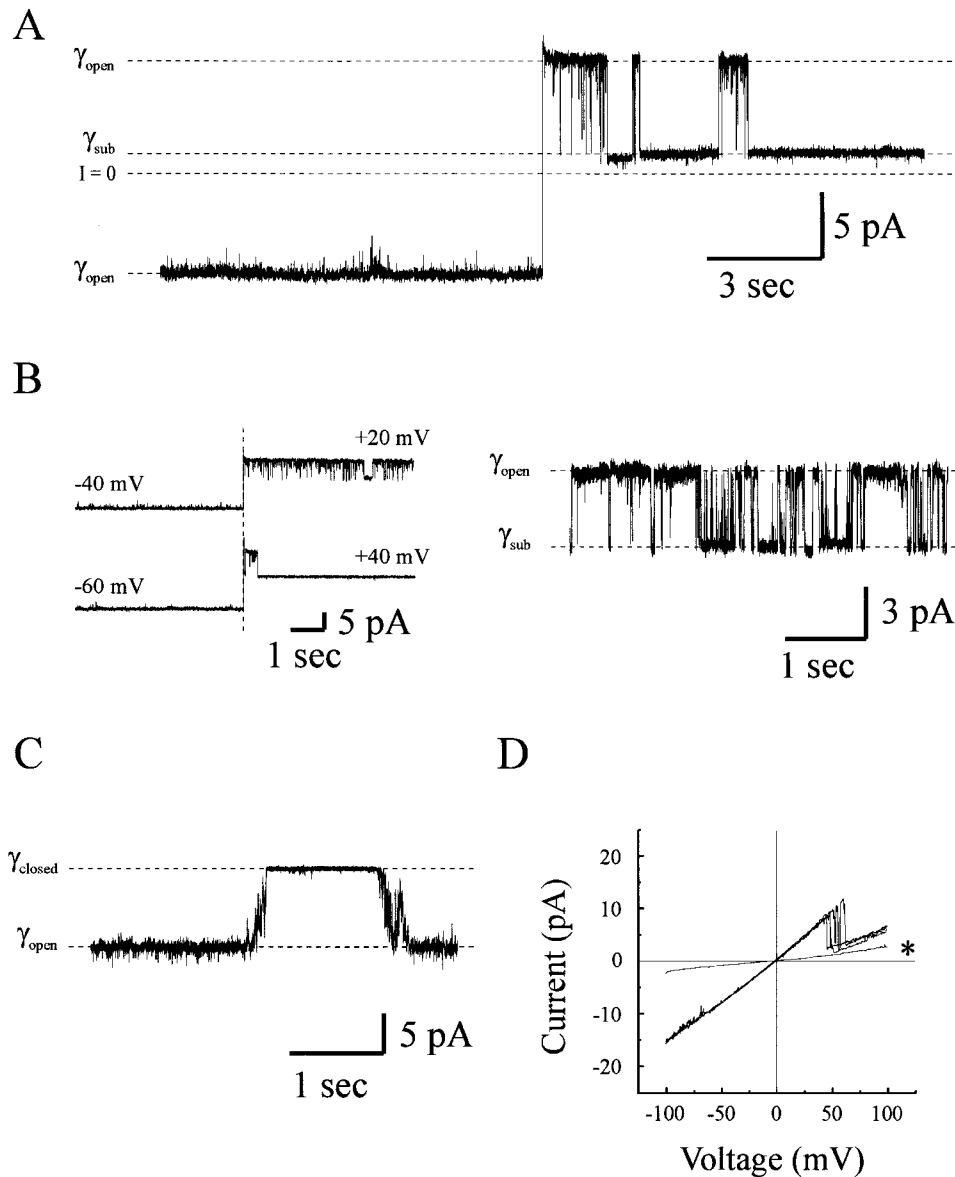 A
γopen
γsub
I = 0
γopen
5 pA
3 sec
B
-40 mV
+20 mV
-60 mV
+40 mV
5 pA
1 sec
γopen
γsub
3 pA
1 sec
C
γclosed
γopen
5 pA
1 sec
D
Current (pA)
20
10
0
-10
-20
*
-100 -50 0 50 100
Voltage (mV)